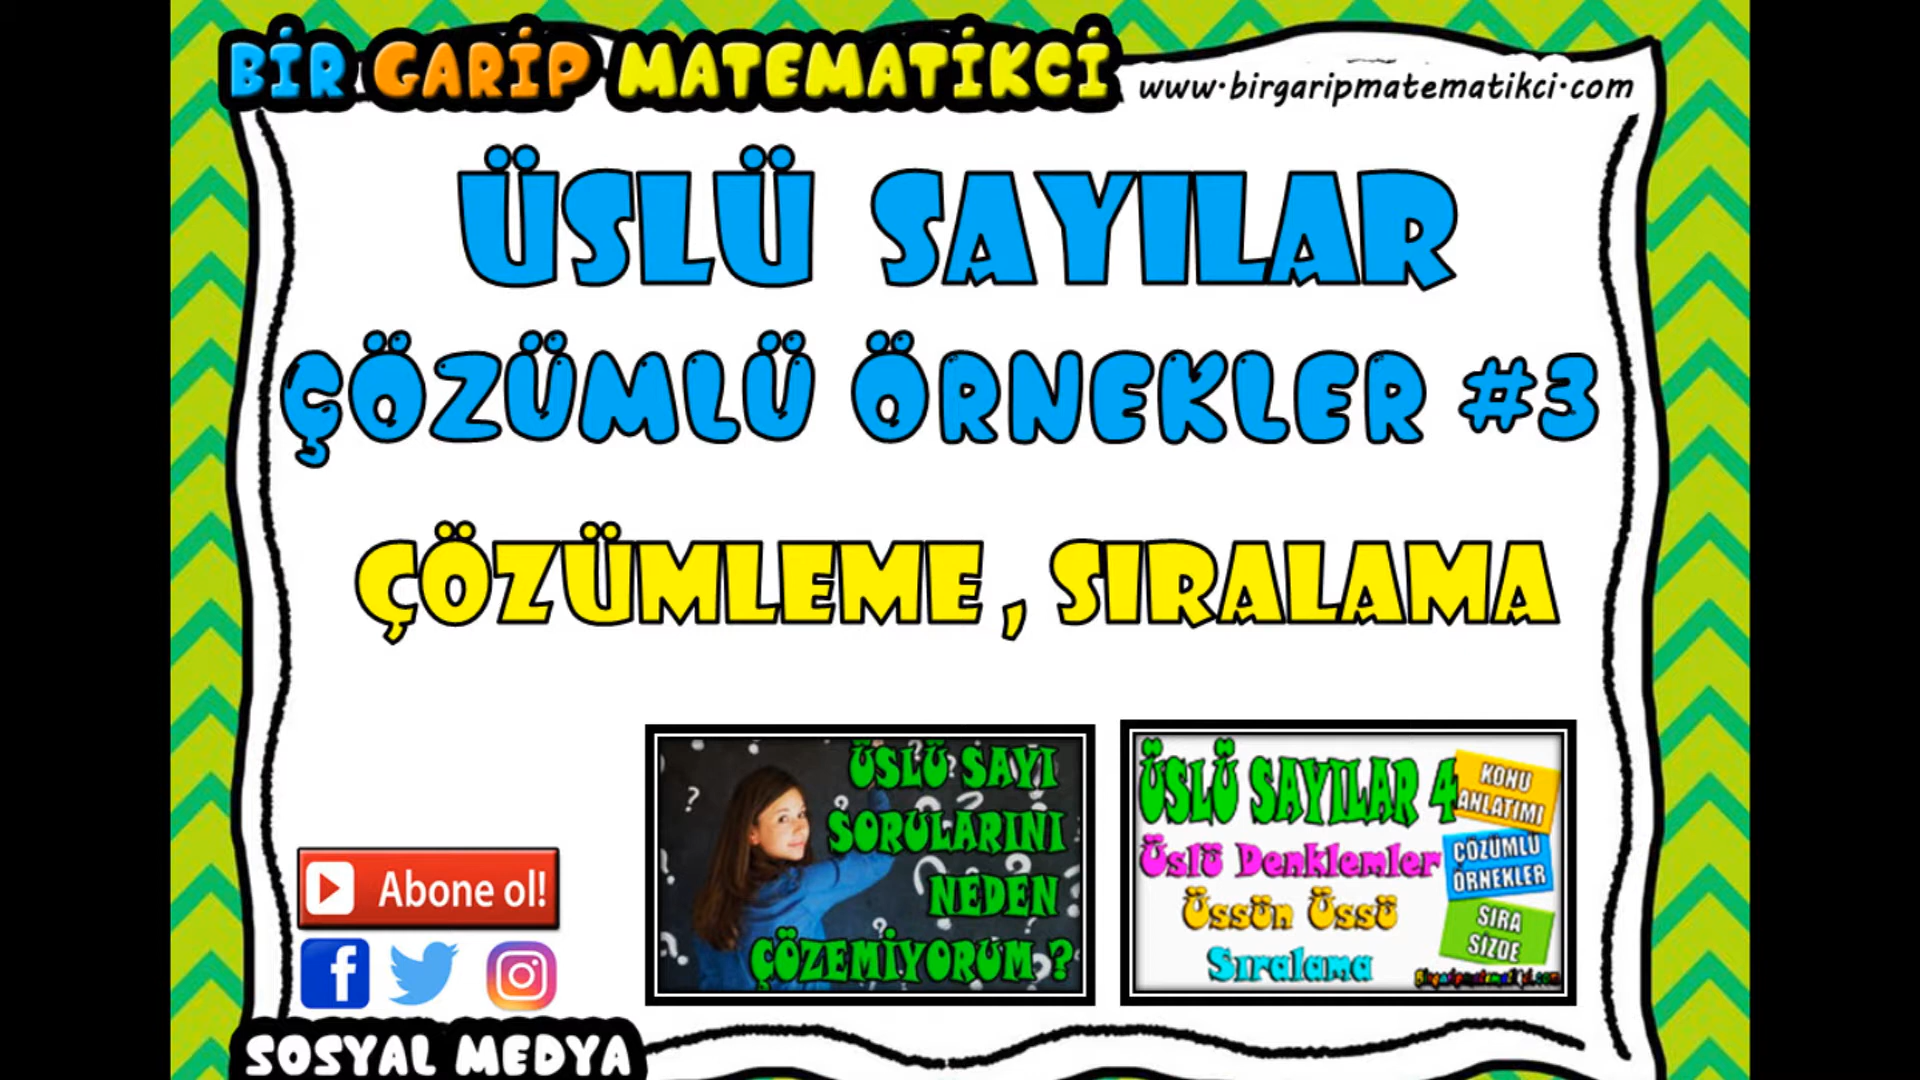 BİR GARİP MATEMATİKCİ
www.birgaripmatematikci.com
ÜSLÜ SAYILAR
ÇÖZÜMLÜ ÖRNEKLER #3
ÇÖZÜMLEME , SIRALAMA
ÜSLÜ SAYI
SORULARINI
NEDEN
ÇÖZEMİYORUM ?
ÜSLÜ SAYILAR 4
KONU
ANLATIMI
Üslü Denklemler
ÇÖZÜMLÜ
ÖRNEKLER
Üssün Üssü
SIRA
SİZDE
Sıralama
Birgaripmatematikci.com
Abone ol!
SOSYAL MEDYA